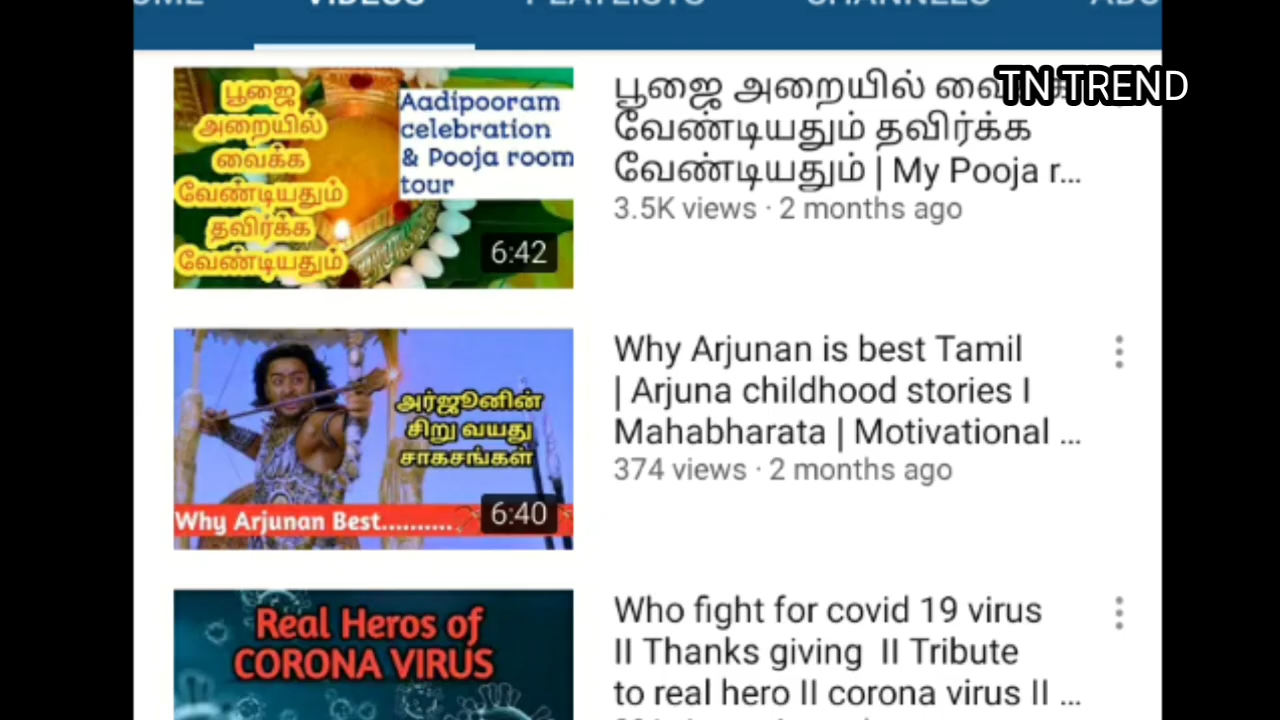 VIDEOS
PLAYLISTS
CHANNELS
TN TREND
பூஜை
அறையில்
வைக்க
வேண்டியதும்
தவிர்க்க
வேண்டியதும்
Aadipooram
celebration
& Pooja room
tour
6:42
பூஜை அறையில்
வேண்டியதும் தவிர்க்க
வேண்டியதும் | My Pooja r...
3.5K views · 2 months ago
அர்ஜூனின்
சிறு வயது
சாகசங்கள்
Why Arjunan Best..........
6:40
Why Arjunan is best Tamil
| Arjuna childhood stories I
Mahabharata | Motivational ...
374 views · 2 months ago
Real Heros of
CORONA VIRUS
Who fight for covid 19 virus
II Thanks giving II Tribute
to real hero II corona virus II ...